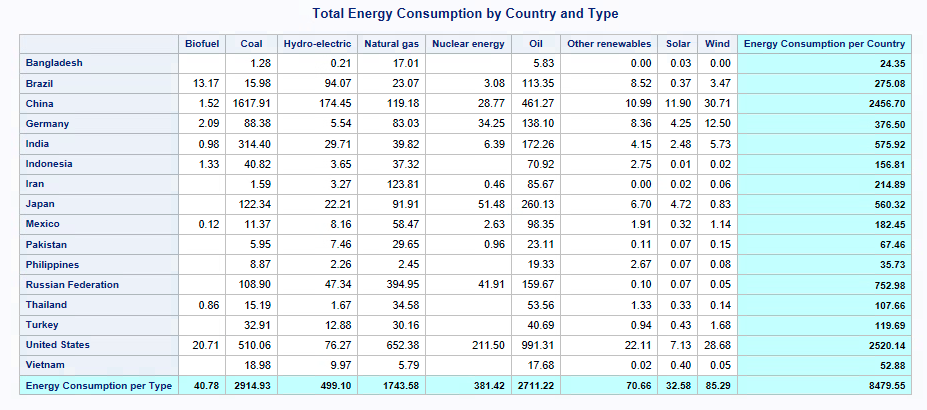 Total Energy Consumption by Country and Type
Biofuel Coal Hydro-electric Natural gas Nuclear energy Oil Other renewables Solar Wind Energy Consumption per Country
Bangladesh 1.28 0.21 17.01 5.83 0.00 0.03 0.00 24.35
Brazil 13.17 15.98 94.07 23.07 3.08 113.35 8.52 0.37 3.47 275.08
China 1.52 1617.91 174.45 119.18 28.77 461.27 10.99 11.90 30.71 2456.70
Germany 2.09 88.38 5.54 83.03 34.25 138.10 8.36 4.25 12.50 376.50
India 0.98 314.40 29.71 39.82 6.39 172.26 4.15 2.48 5.73 575.92
Indonesia 1.33 40.82 3.65 37.32 70.92 2.75 0.01 0.02 156.81
Iran 1.59 3.27 123.81 0.46 85.67 0.00 0.02 0.06 214.89
Japan 122.34 22.21 91.91 51.48 260.13 6.70 4.72 0.83 560.32
Mexico 0.12 11.37 8.16 58.47 2.63 98.35 1.91 0.32 1.14 182.45
Pakistan 5.95 7.46 29.65 0.96 23.11 0.11 0.07 0.15 67.46
Philippines 8.87 2.26 2.45 19.33 2.67 0.07 0.08 35.73
Russian Federation 108.90 47.34 394.95 41.91 159.67 0.10 0.07 0.05 752.98
Thailand 0.86 15.19 1.67 34.58 53.56 1.33 0.33 0.14 107.66
Turkey 32.91 12.88 30.16 40.69 0.94 0.43 1.68 119.69
United States 20.71 510.06 76.27 652.38 211.50 991.31 22.11 7.13 28.68 2520.14
Vietnam 18.98 9.97 5.79 17.68 0.02 0.40 0.05 52.88
Energy Consumption per Type 40.78 2914.93 499.10 1743.58 381.42 2711.22 70.66 32.58 85.29 8479.55